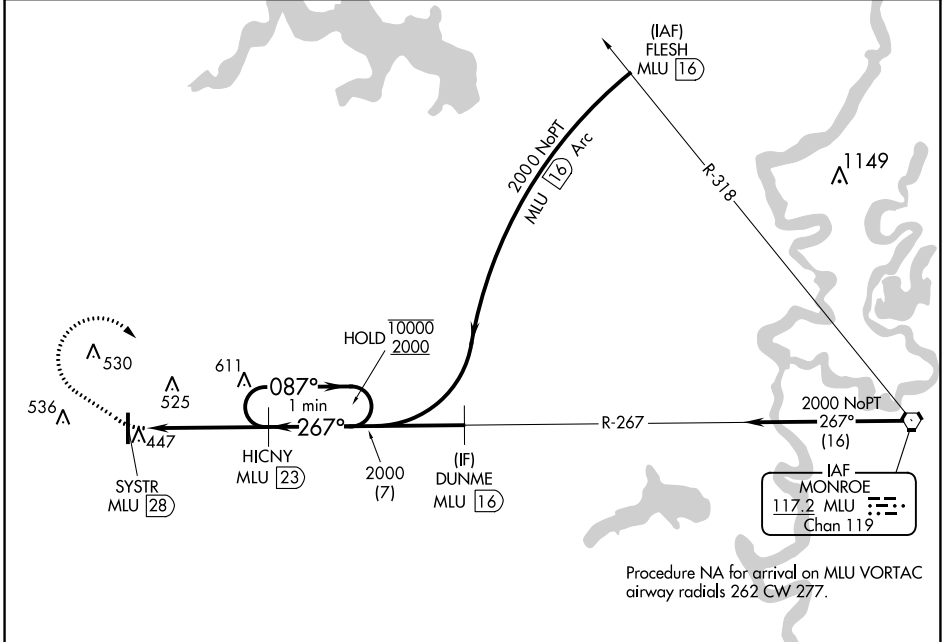 (IAF)
FLESH
MLU 16
2000 NoPT
MLU 16 Arc
R-318
1149
HOLD 10000
2000
530
611
087°
1 min
525
536
267°
2000 NoPT
R-267
267°
(16)
447
HICNY
MLU 23
2000
(7)
(IF)
DUNME
MLU 16
SYSTR
MLU 28
IAF
MONROE
117.2 MLU
Chan 119
Procedure NA for arrival on MLU VORTAC
airway radials 262 CW 277.